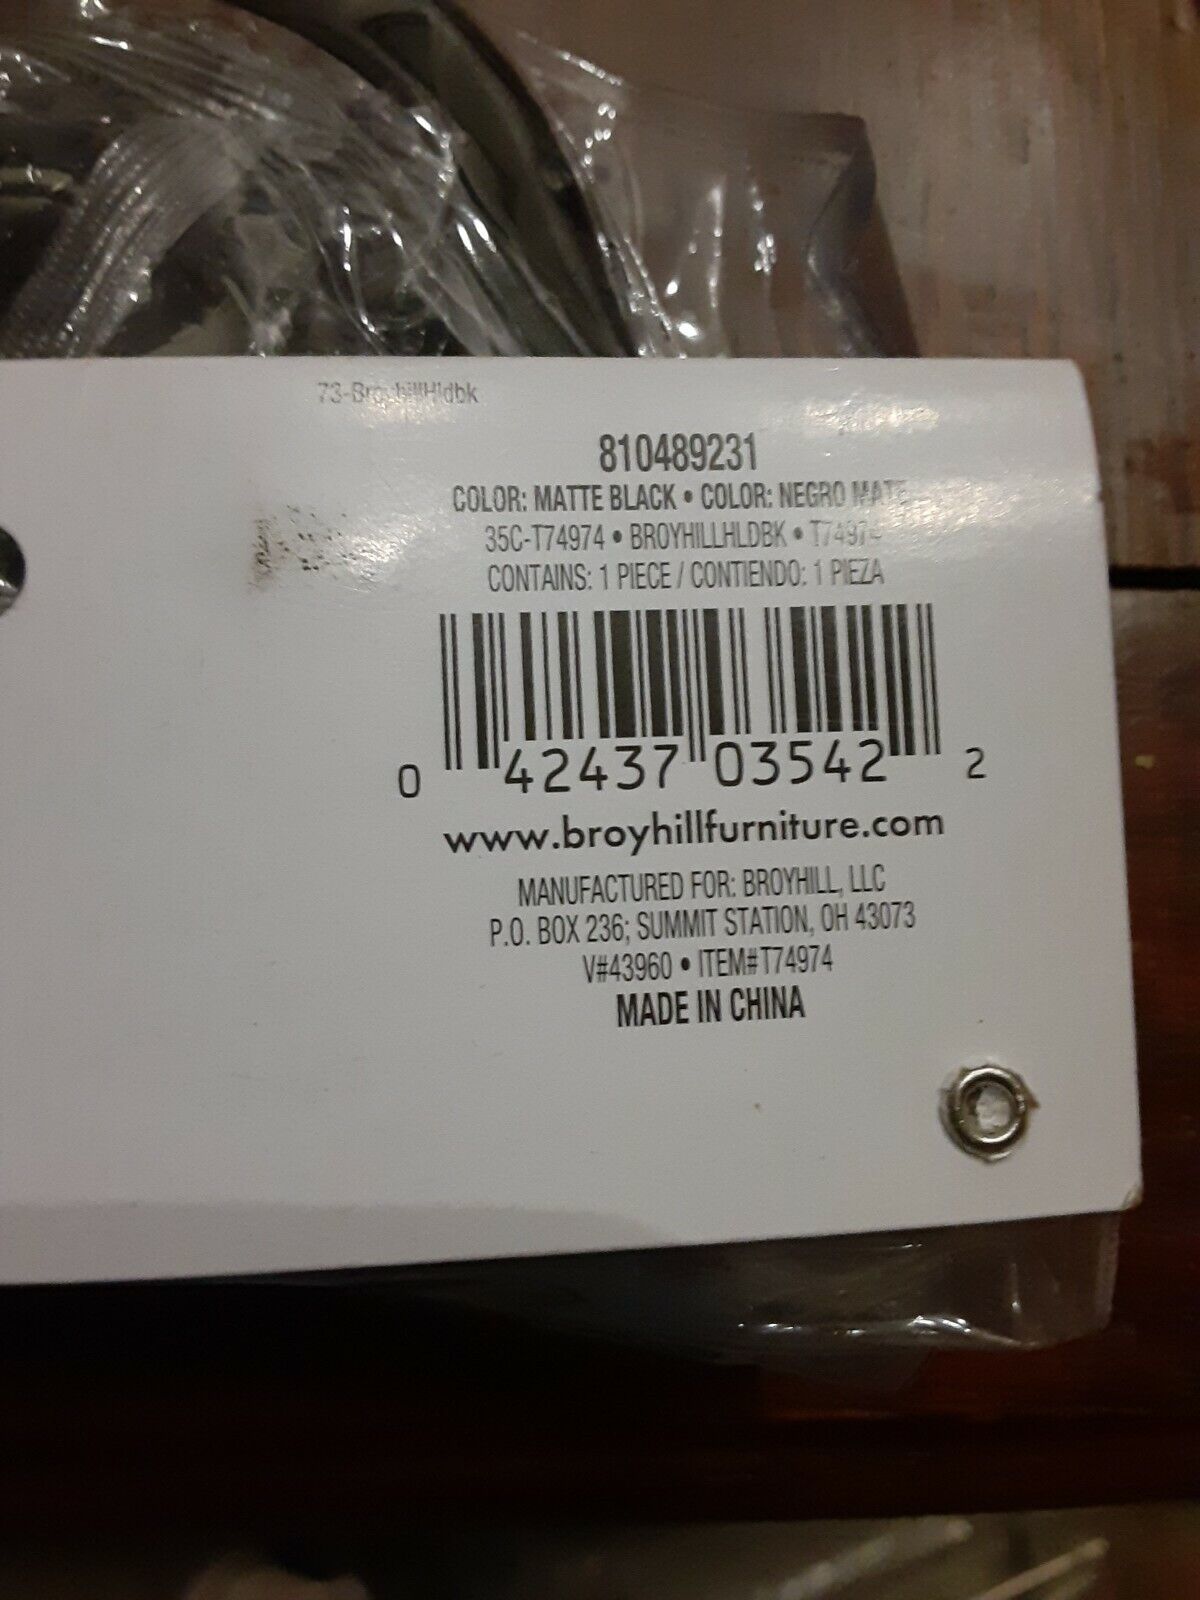 73-BroyhillHldbk
810489231
COLOR: MATTE BLACK • COLOR: NEGRO MATE
35C-T74974 • BROYHILLHLDBK • T74974
CONTAINS: 1 PIECE / CONTIENDO: 1 PIEZA
0 42437 03542 2
www.broyhillfurniture.com
MANUFACTURED FOR: BROYHILL, LLC
P.O. BOX 236; SUMMIT STATION, OH 43073
V#43960 • ITEM#T74974
MADE IN CHINA